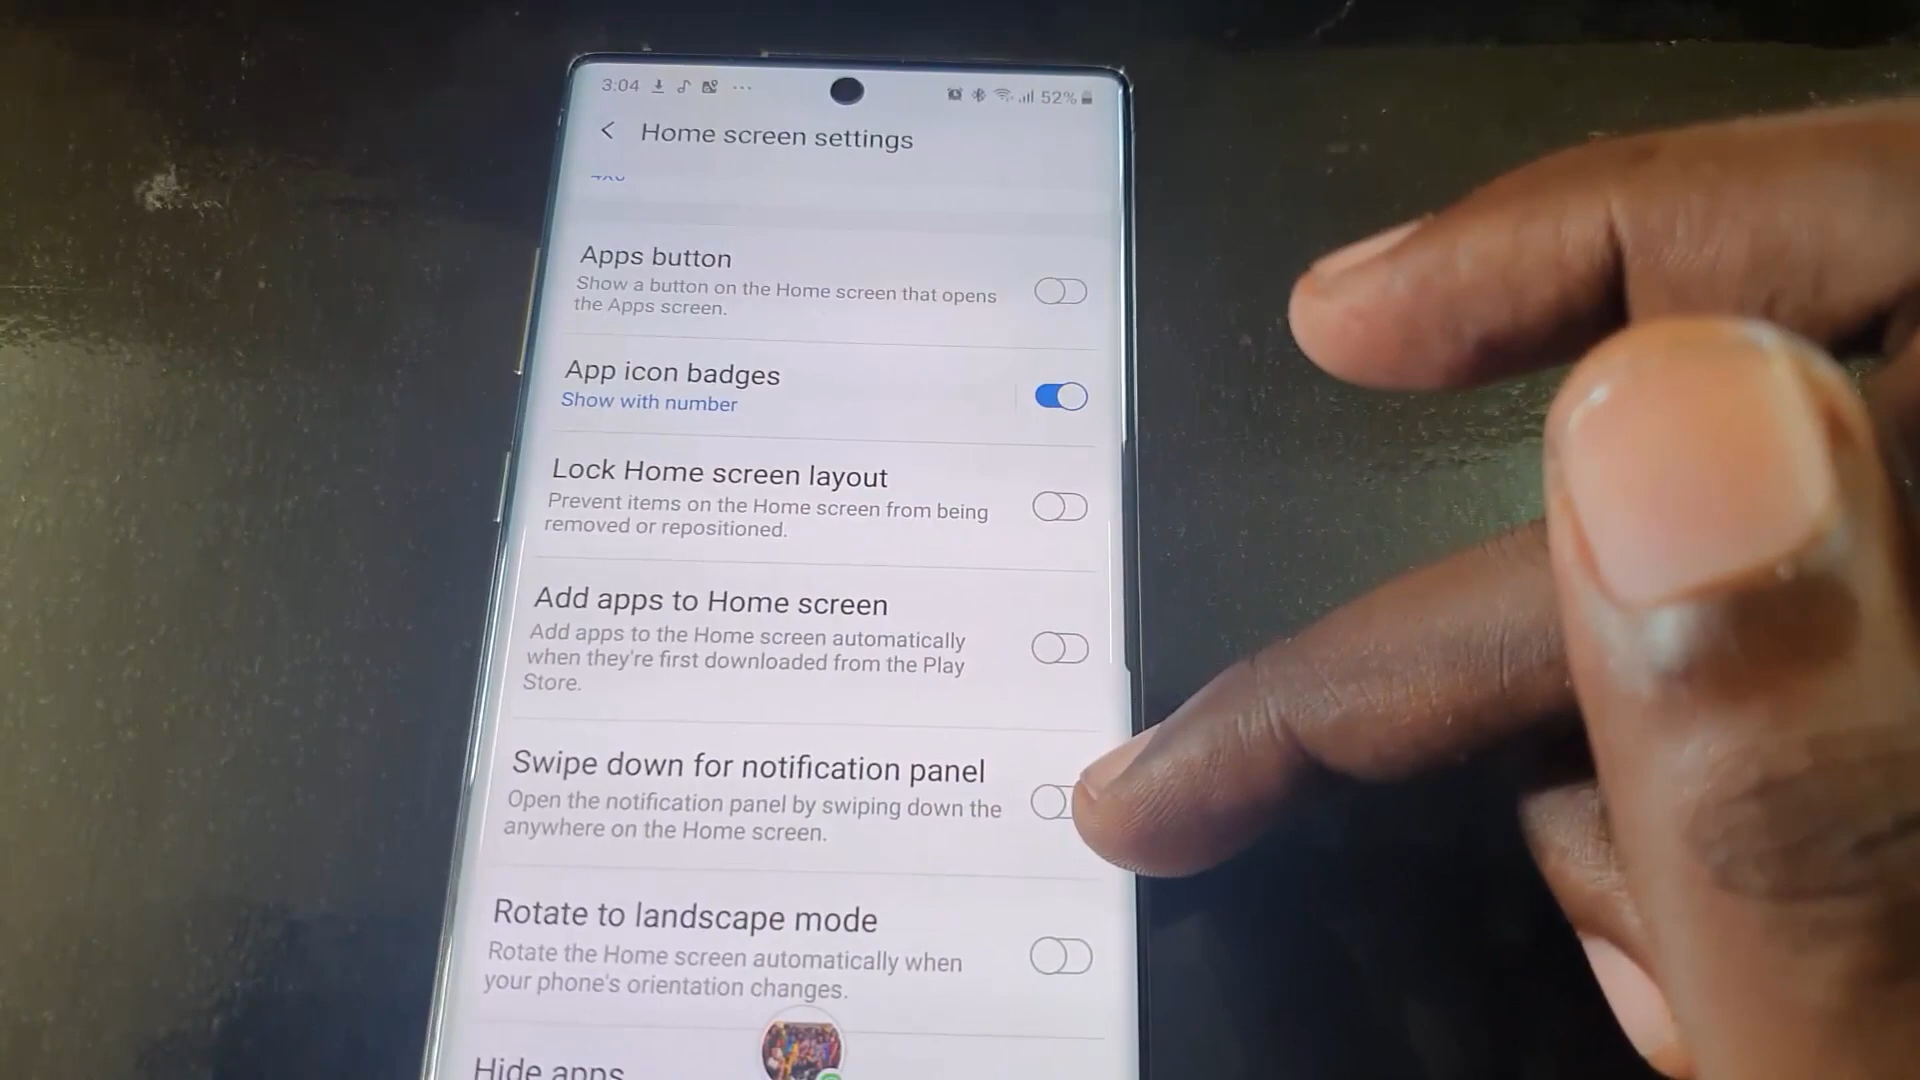 3:04
52%
Home screen settings
Apps button
Show a button on the Home screen that opens
the Apps screen.
App icon badges
Show with number
Lock Home screen layout
Prevent items on the Home screen from being
removed or repositioned.
Add apps to Home screen
Add apps to the Home screen automatically
when they're first downloaded from the Play
Store.
Swipe down for notification panel
Open the notification panel by swiping down the
anywhere on the Home screen.
Rotate to landscape mode
Rotate the Home screen automatically when
your phone's orientation changes.
Hide apps